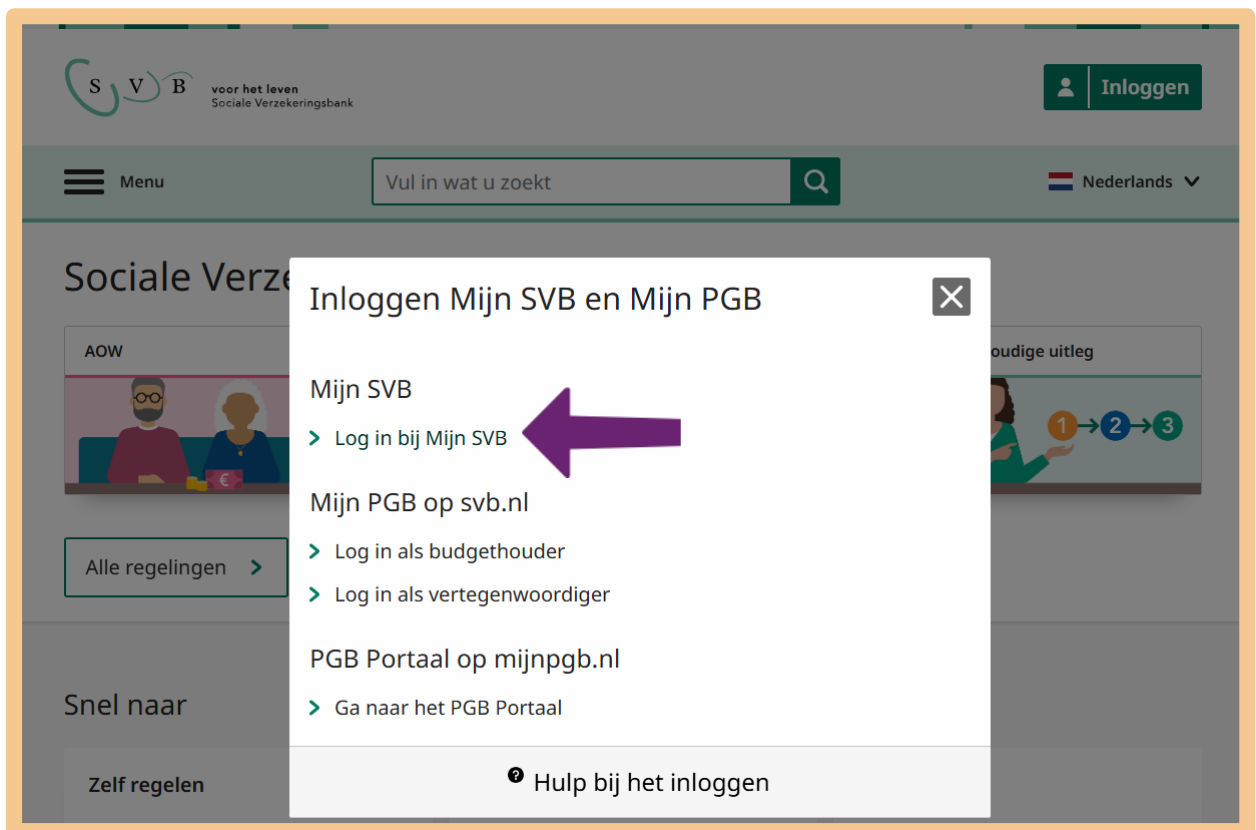 S V B
voor het leven
Sociale Verzekeringsbank
Inloggen
Menu
Vul in wat u zoekt
Nederlands
Sociale Verze
AOW
oudige uitleg
1 2 3
€
Alle regelingen
Inloggen Mijn SVB en Mijn PGB
Mijn SVB
Log in bij Mijn SVB
Mijn PGB op svb.nl
Log in als budgethouder
Log in als vertegenwoordiger
PGB Portaal op mijnpgb.nl
Ga naar het PGB Portaal
? Hulp bij het inloggen
Snel naar
Zelf regelen